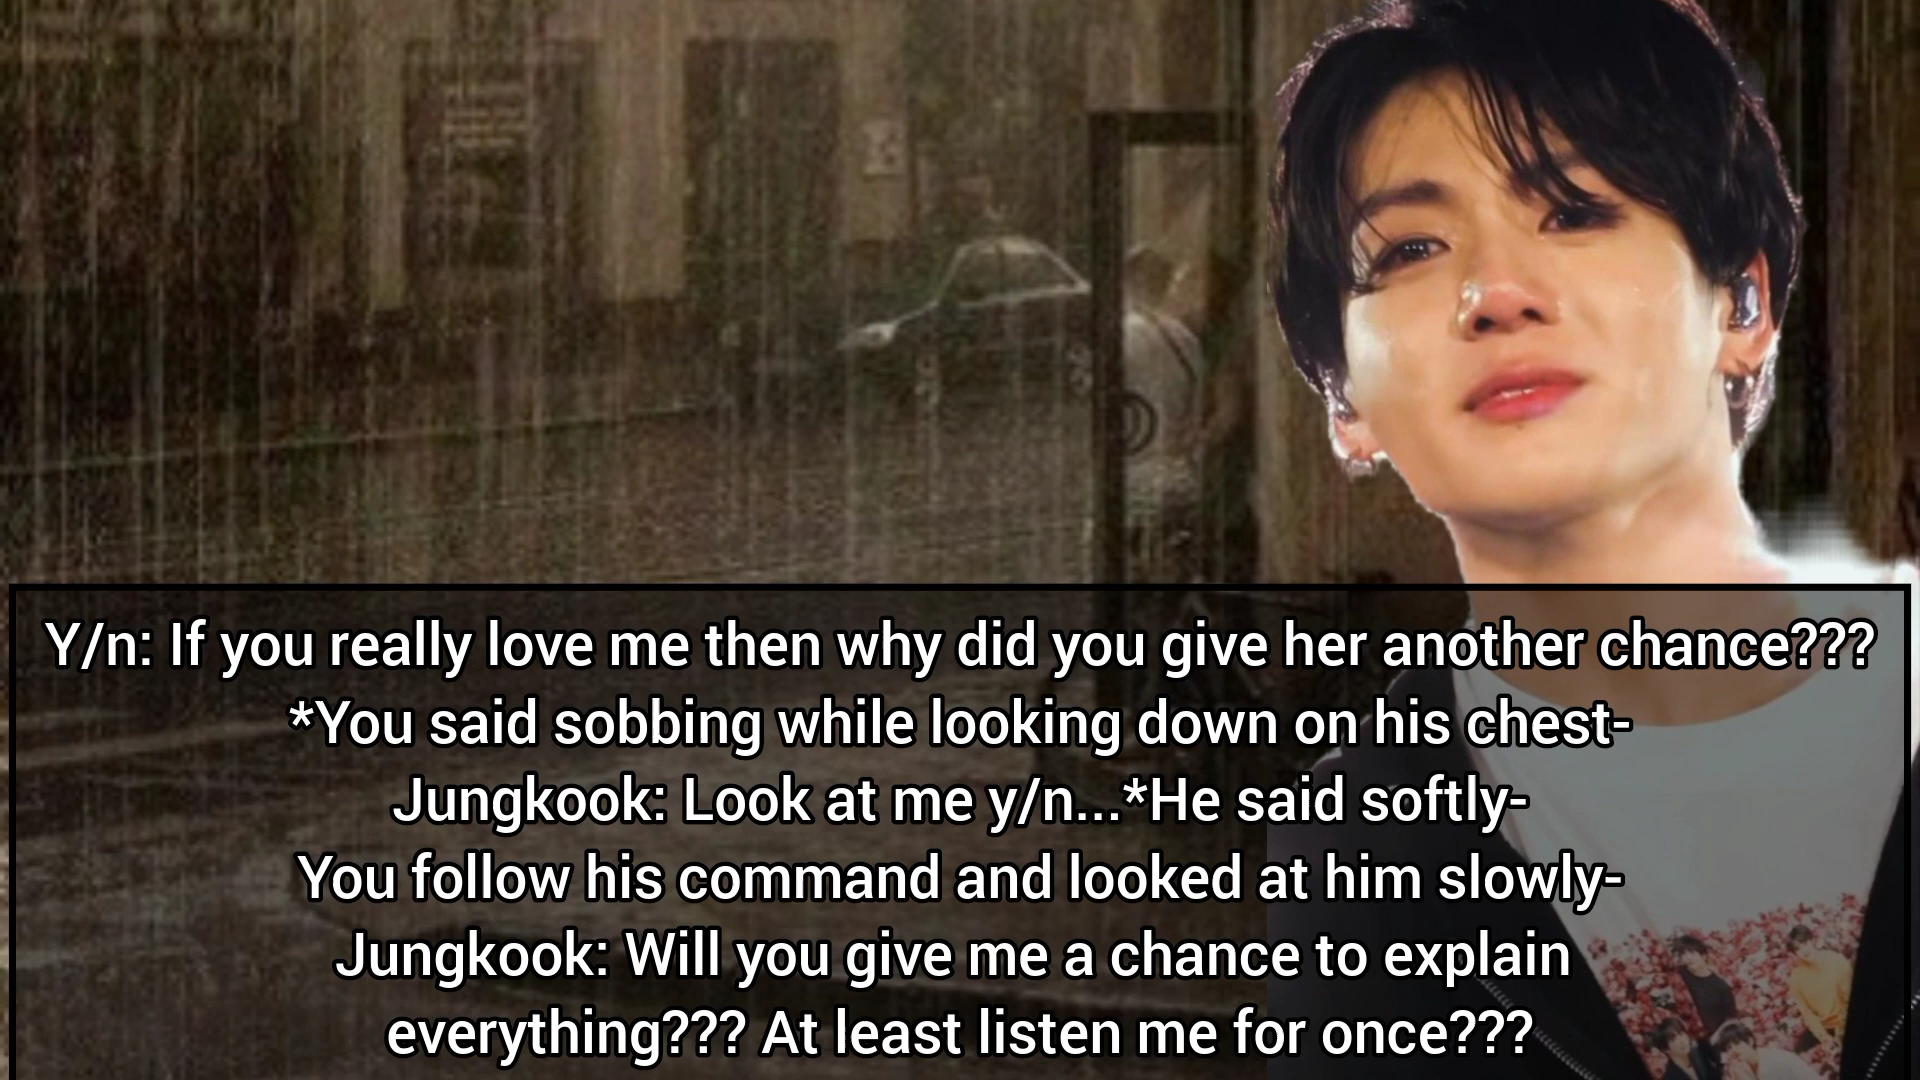 Y/n: If you really love me then why did you give her another chance???
*You said sobbing while looking down on his chest-
Jungkook: Look at me y/n...*He said softly-
You follow his command and looked at him slowly-
Jungkook: Will you give me a chance to explain
everything??? At least listen me for once???